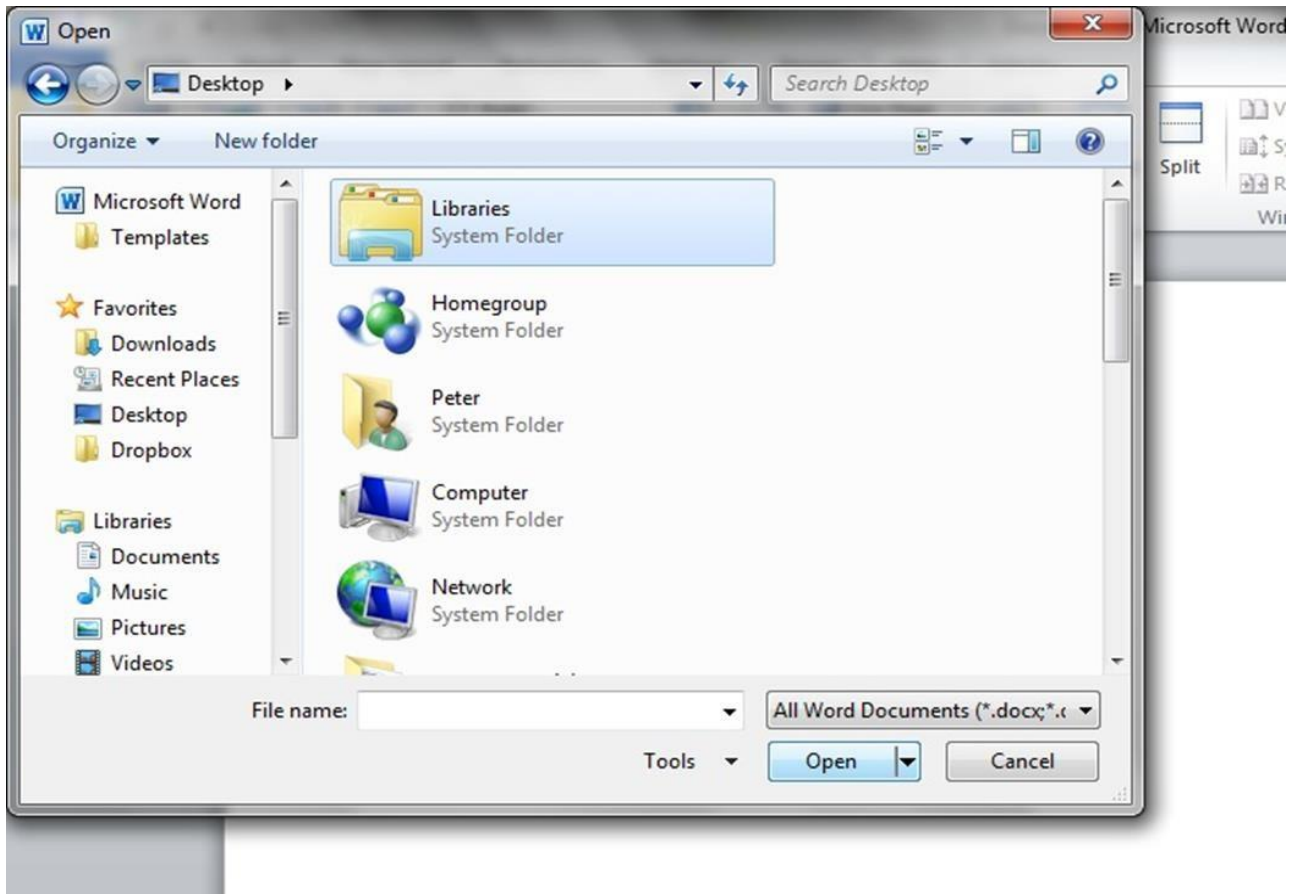 Open
Microsoft Word
Desktop
Search Desktop
Organize
New folder
Split
Microsoft Word
Templates
Favorites
Downloads
Recent Places
Desktop
Dropbox
Libraries
Documents
Music
Pictures
Videos
Libraries
System Folder
Homegroup
System Folder
Peter
System Folder
Computer
System Folder
Network
System Folder
File name:
All Word Documents (*.docx;*.
Tools
Open
Cancel